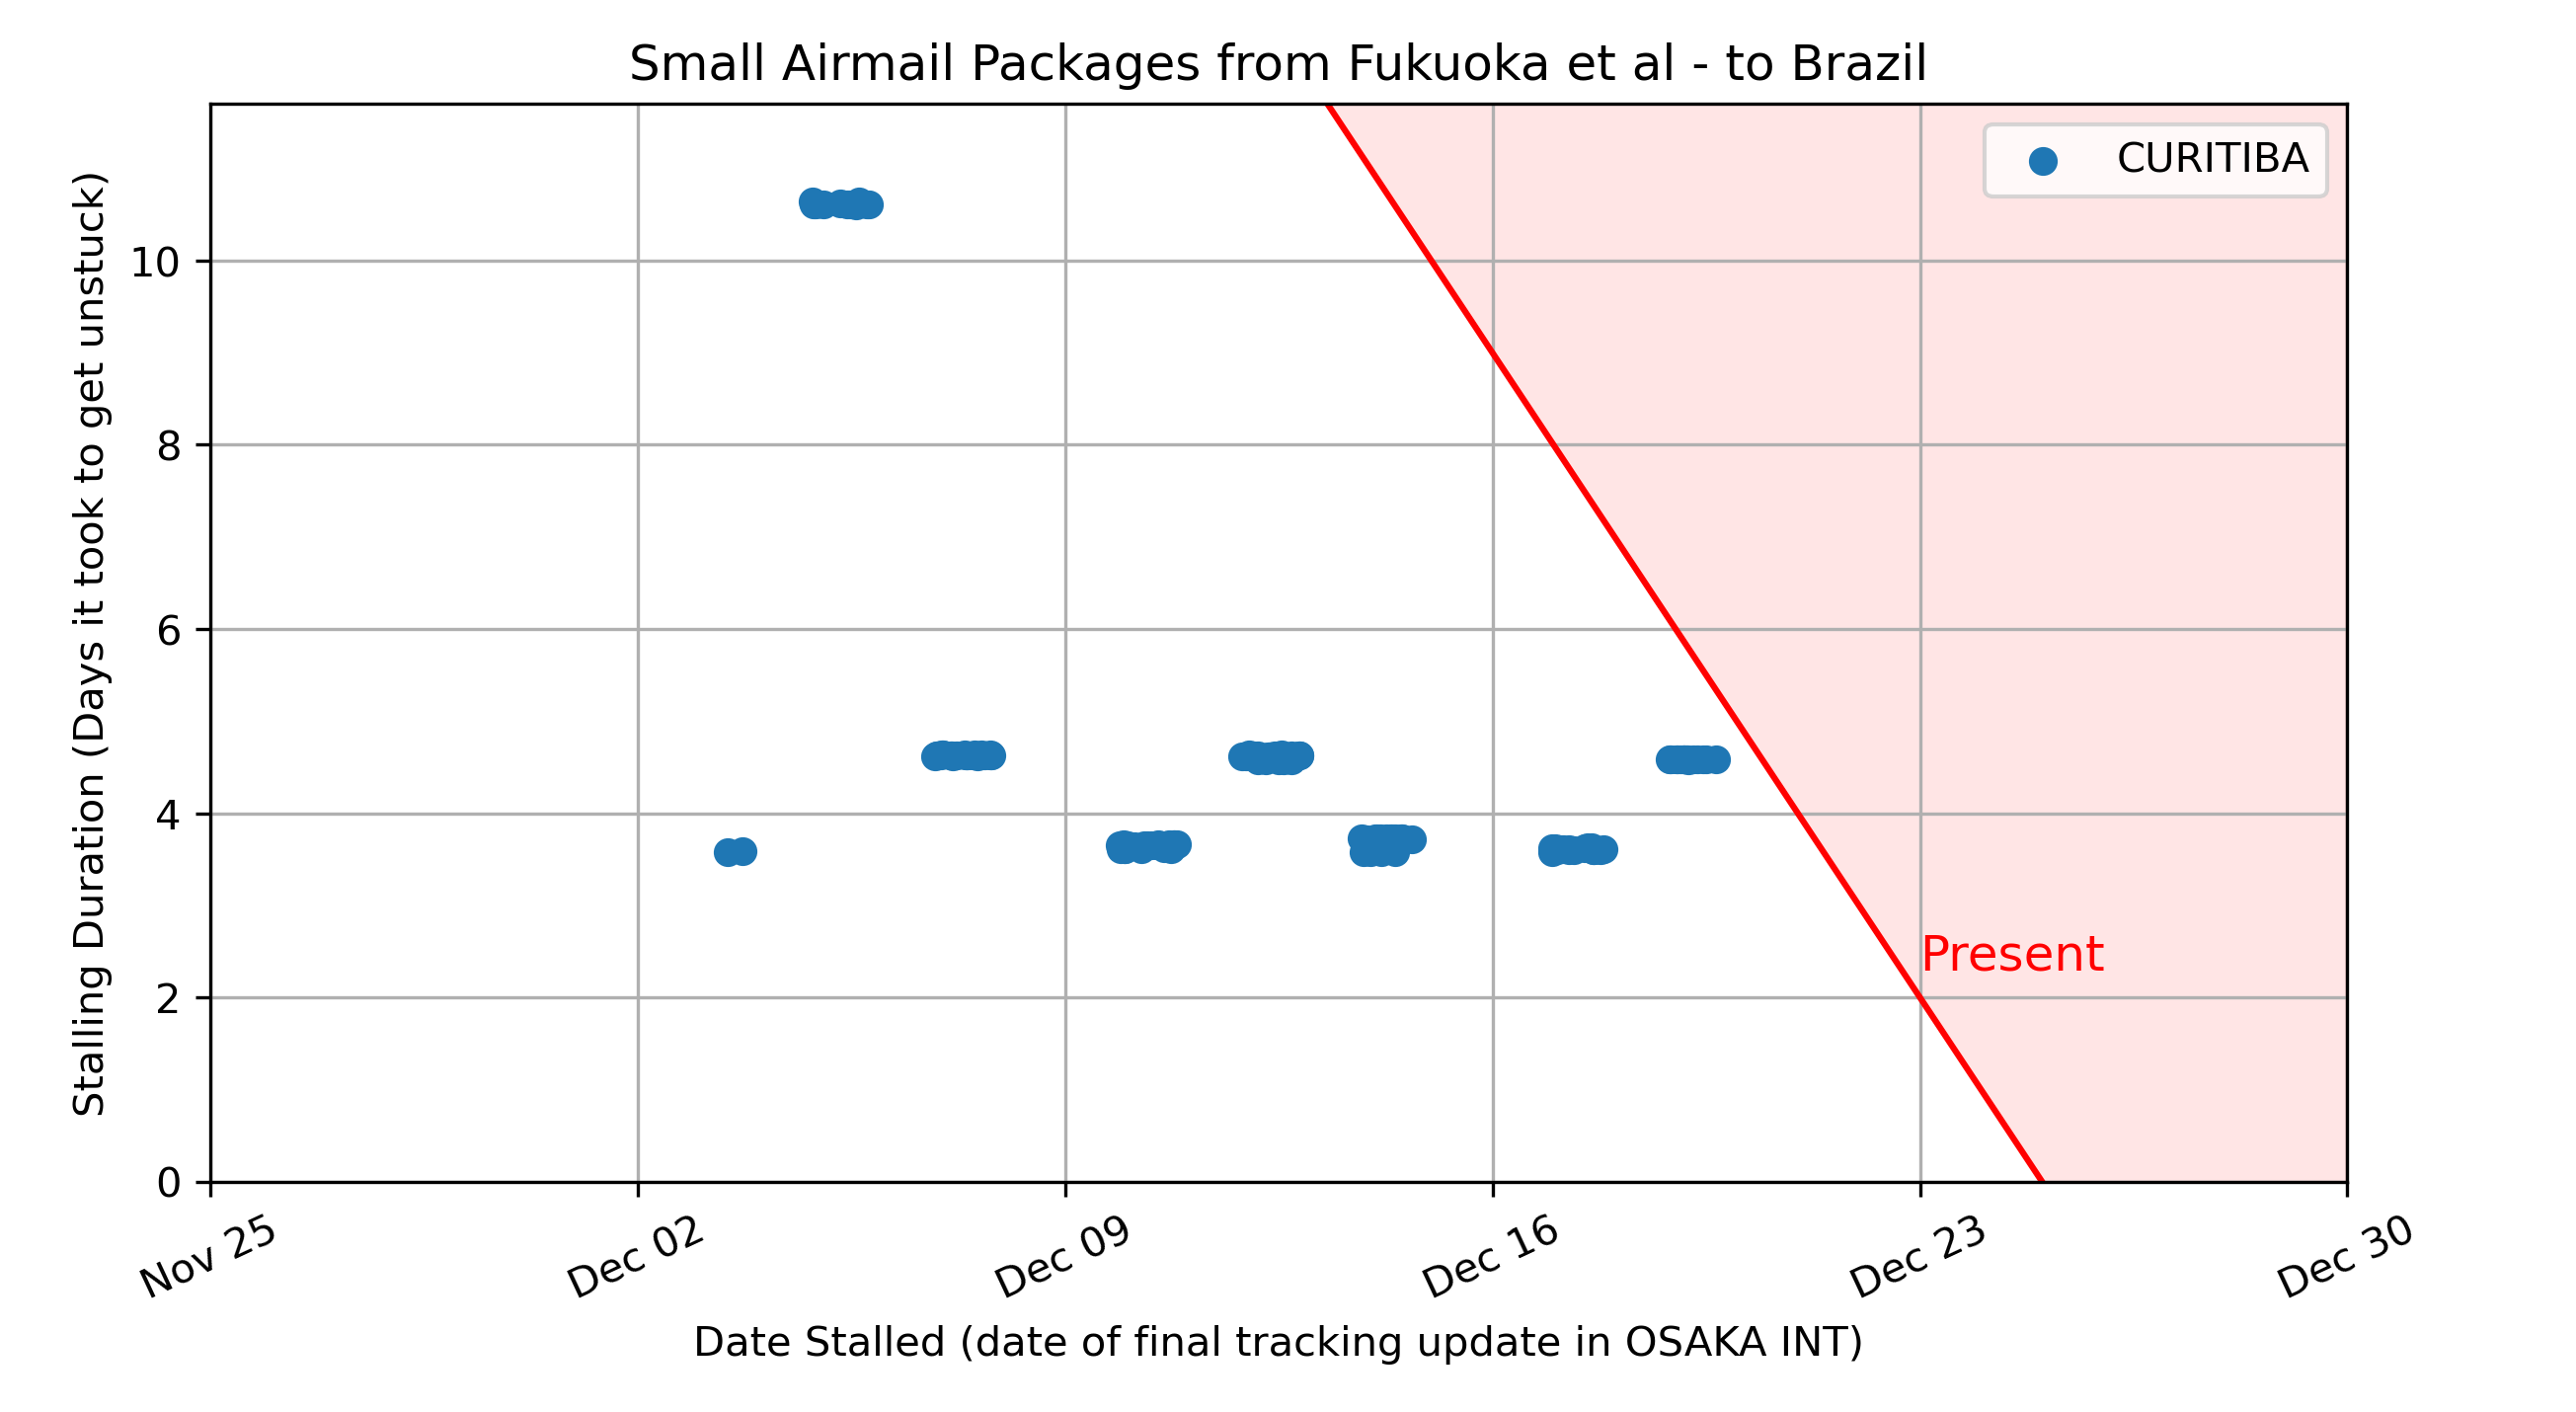 Small Airmail Packages from Fukuoka et al - to Brazil
CURITIBA
Stalling Duration (Days it took to get unstuck)
10
8
6
4
2
0
Present
Nov 25
Dec 02
Dec 09
Dec 16
Dec 23
Dec 30
Date Stalled (date of final tracking update in OSAKA INT)